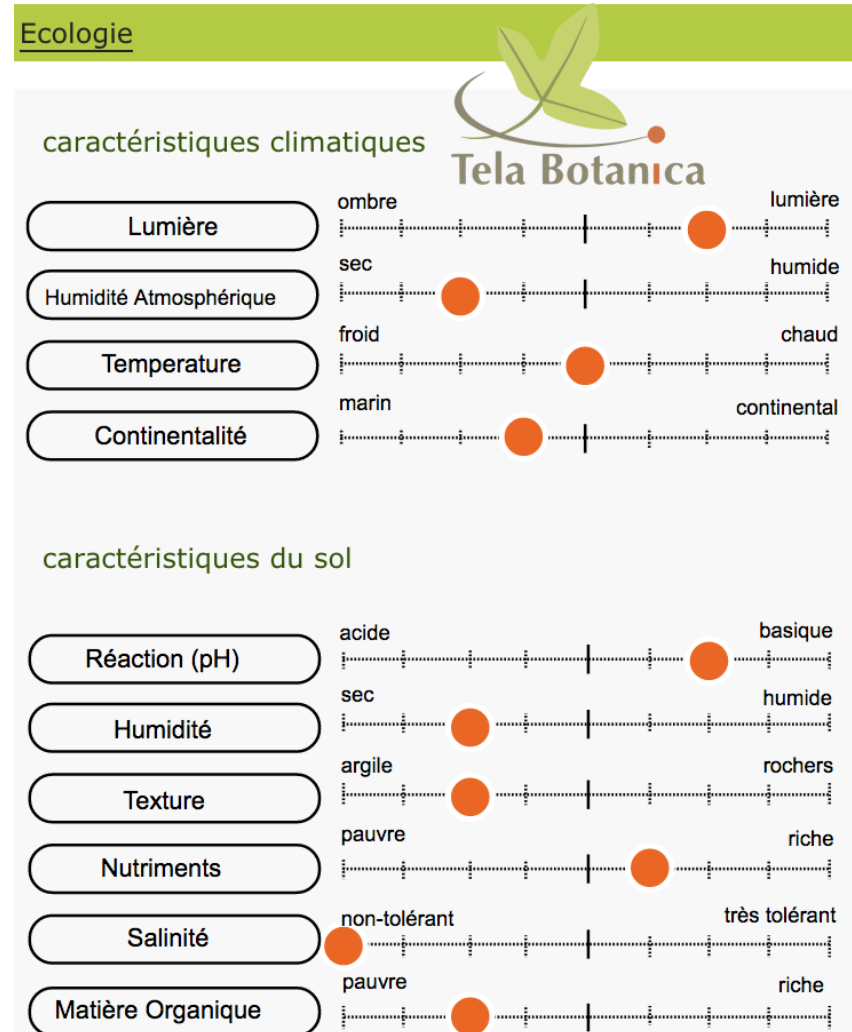 Ecologie
Tela Botanica
caractéristiques climatiques
ombre lumière
Lumière
sec humide
Humidité Atmosphérique
froid chaud
Temperature
marin continental
Continentalité
caractéristiques du sol
acide basique
Réaction (pH)
sec humide
Humidité
argile rochers
Texture
pauvre riche
Nutriments
non-tolérant très tolérant
Salinité
pauvre riche
Matière Organique